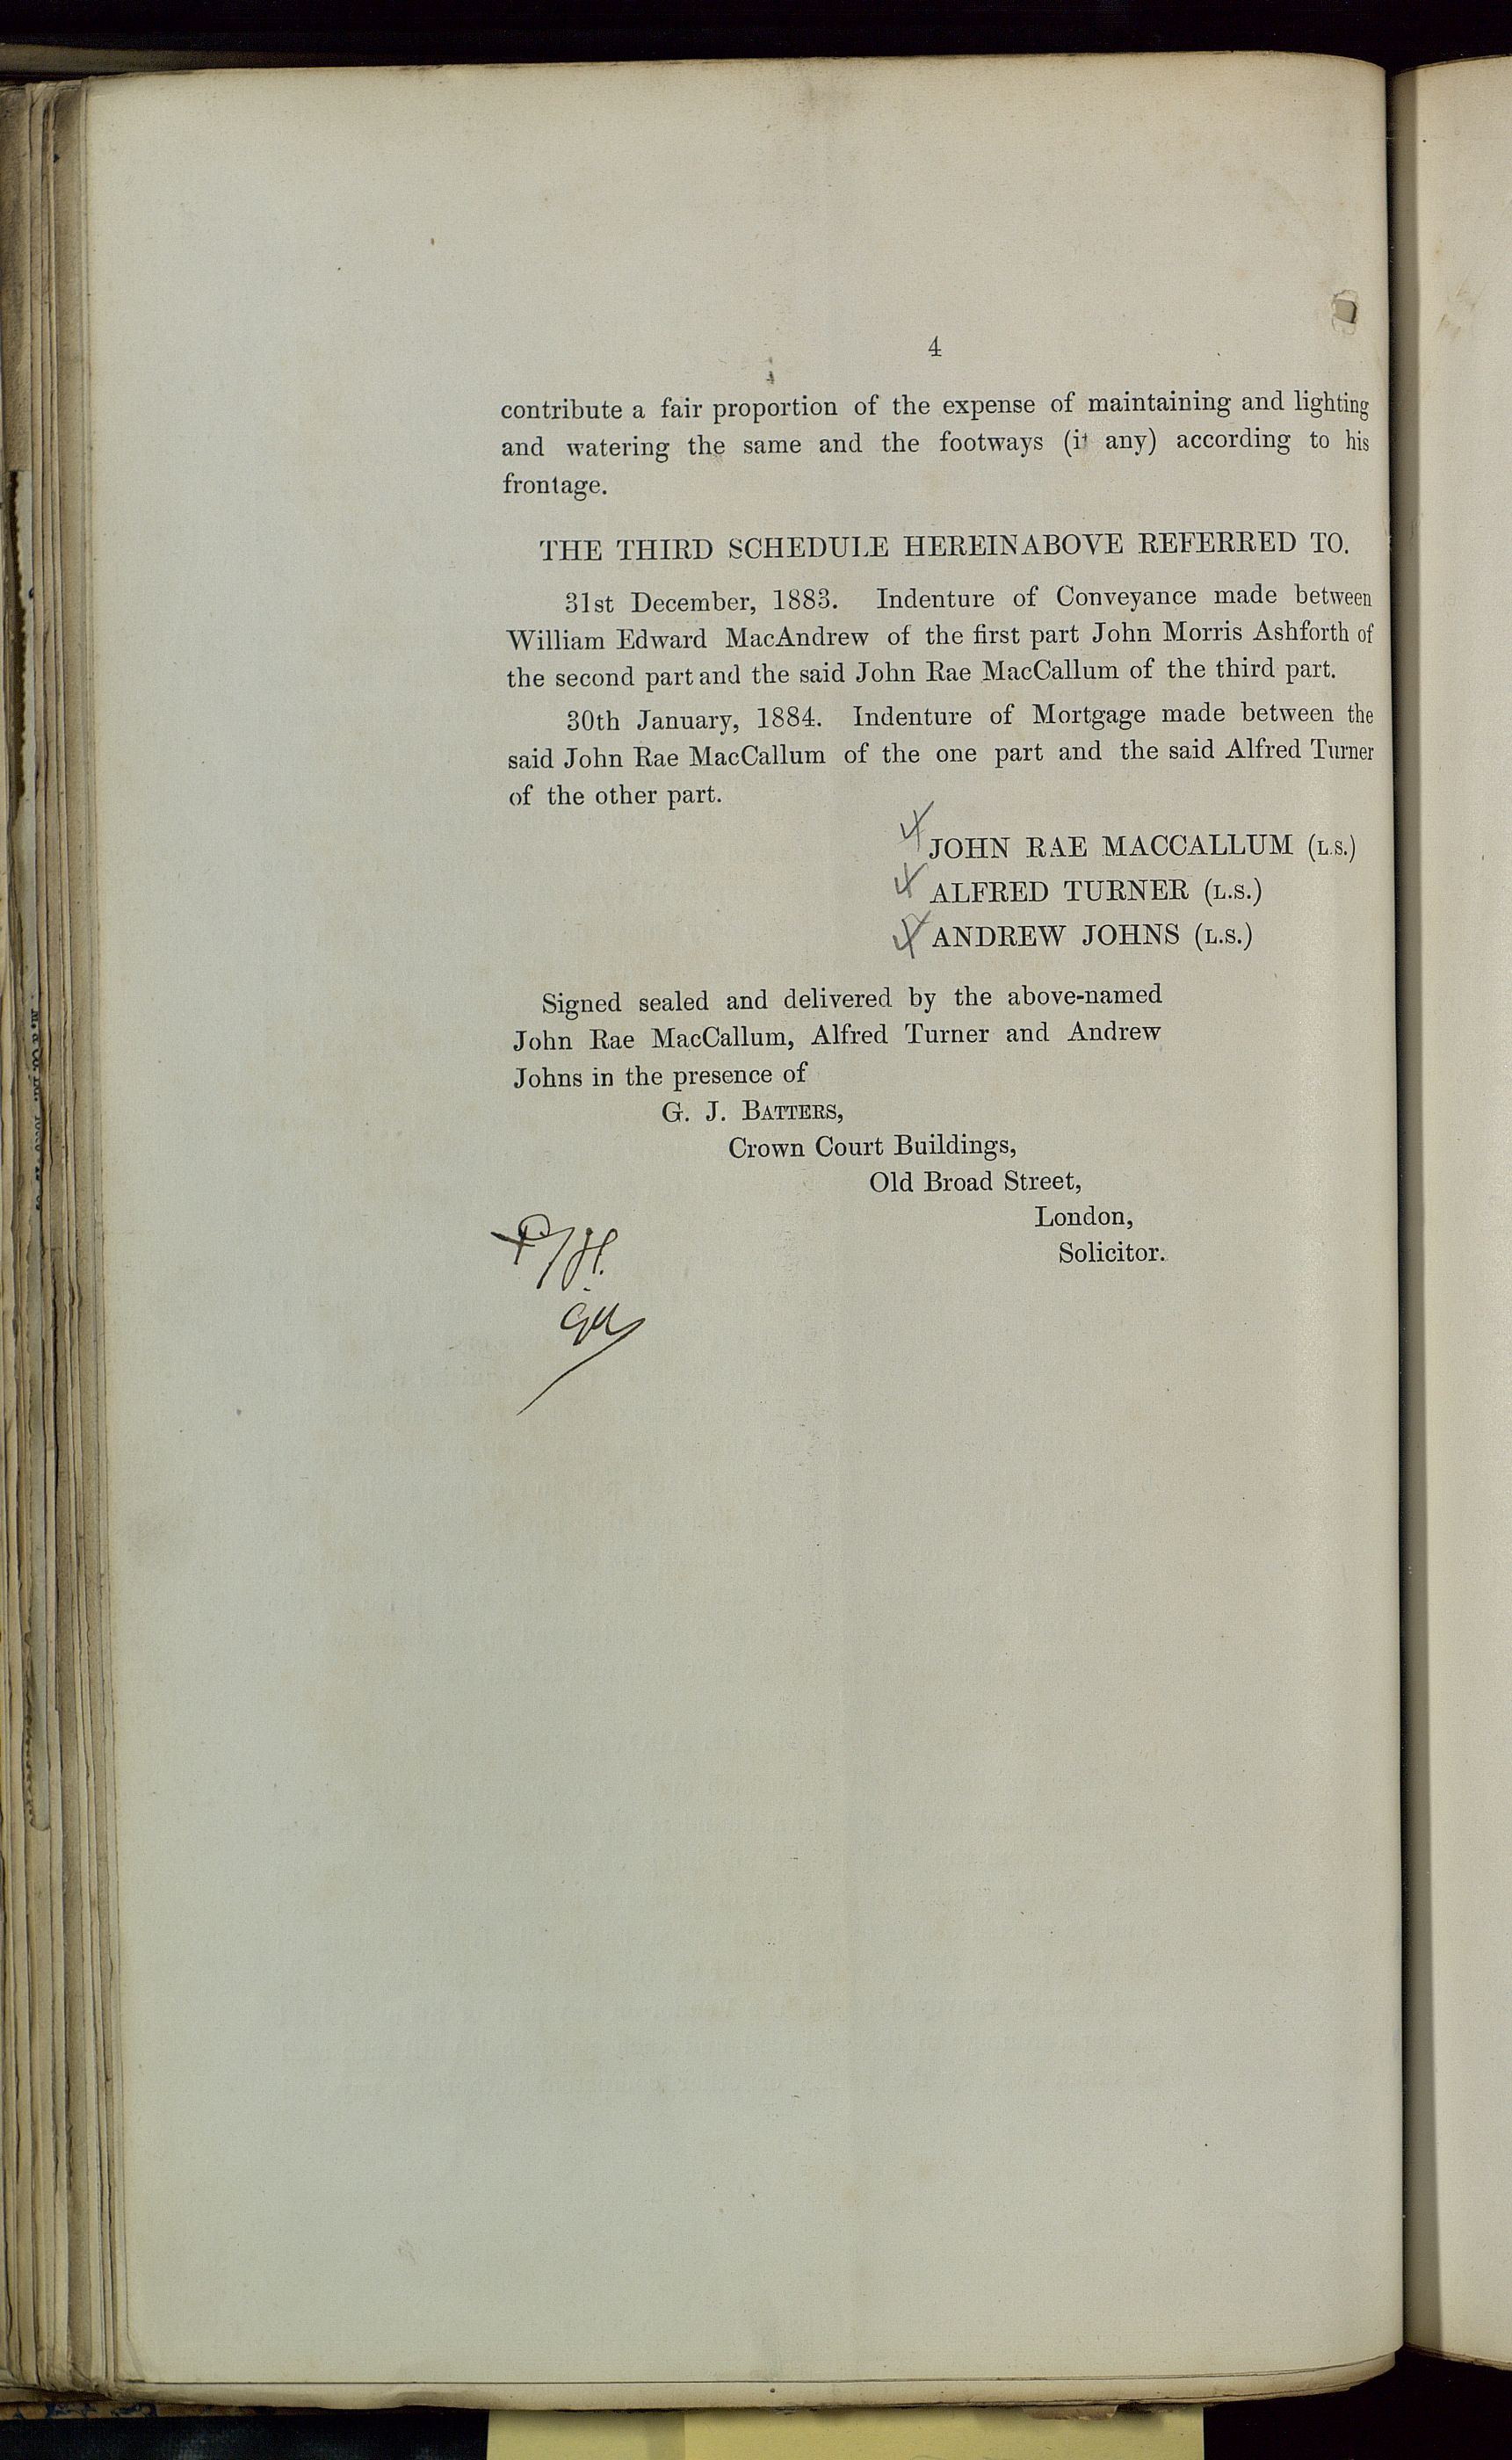 4
contribute a fair proportion of the expense of maintaining and lighting
and watering the same and the footways (if any) according to his
frontage.
THE THIRD SCHEDULE HEREINABOVE REFERRED TO.
31st December, 1883. Indenture of Conveyance made between
William Edward MacAndrew of the first part John Morris Ashforth of
the second part and the said John Rae MacCallum of the third part.
30th January, 1884. Indenture of Mortgage made between the
said John Rae MacCallum of the one part and the said Alfred Turner
of the other part.
JOHN RAE MACCALLUM (L.S.)
ALFRED TURNER (L.S.)
ANDREW JOHNS (L.S.)
Signed sealed and delivered by the above-named
John Rae MacCallum, Alfred Turner and Andrew
Johns in the presence of
G. J. BATTERS,
Crown Court Buildings,
Old Broad Street,
London,
Solicitor.